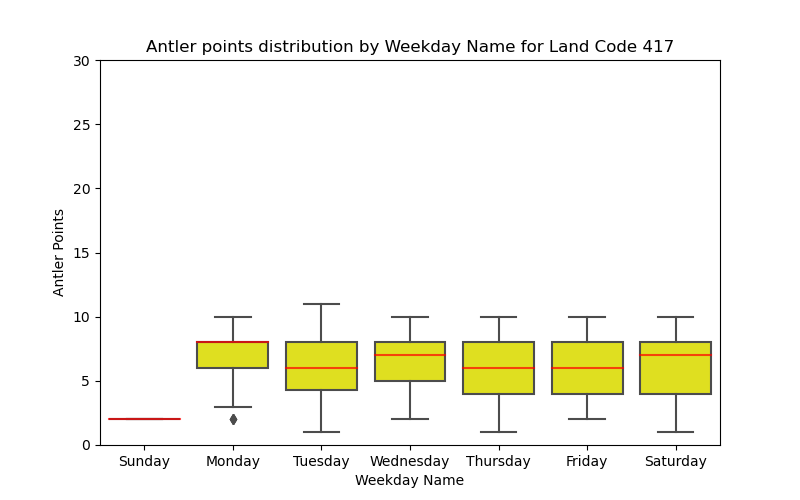 Antler points distribution by Weekday Name for Land Code 417
30
25
20
15
10
5
0
Antler Points
Sunday Monday Tuesday Wednesday Thursday Friday Saturday
Weekday Name